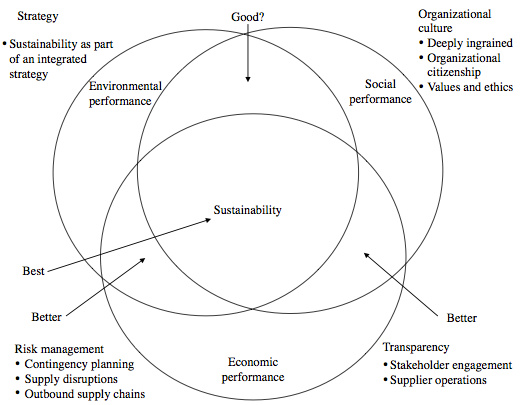 Strategy
• Sustainability as part
of an integrated
strategy
Good?
Organizational
culture
• Deeply ingrained
• Organizational
citizenship
• Values and ethics
Environmental
performance
Social
performance
Sustainability
Best
Better
Better
Risk management
• Contingency planning
• Supply disruptions
• Outbound supply chains
Economic
performance
Transparency
• Stakeholder engagement
• Supplier operations